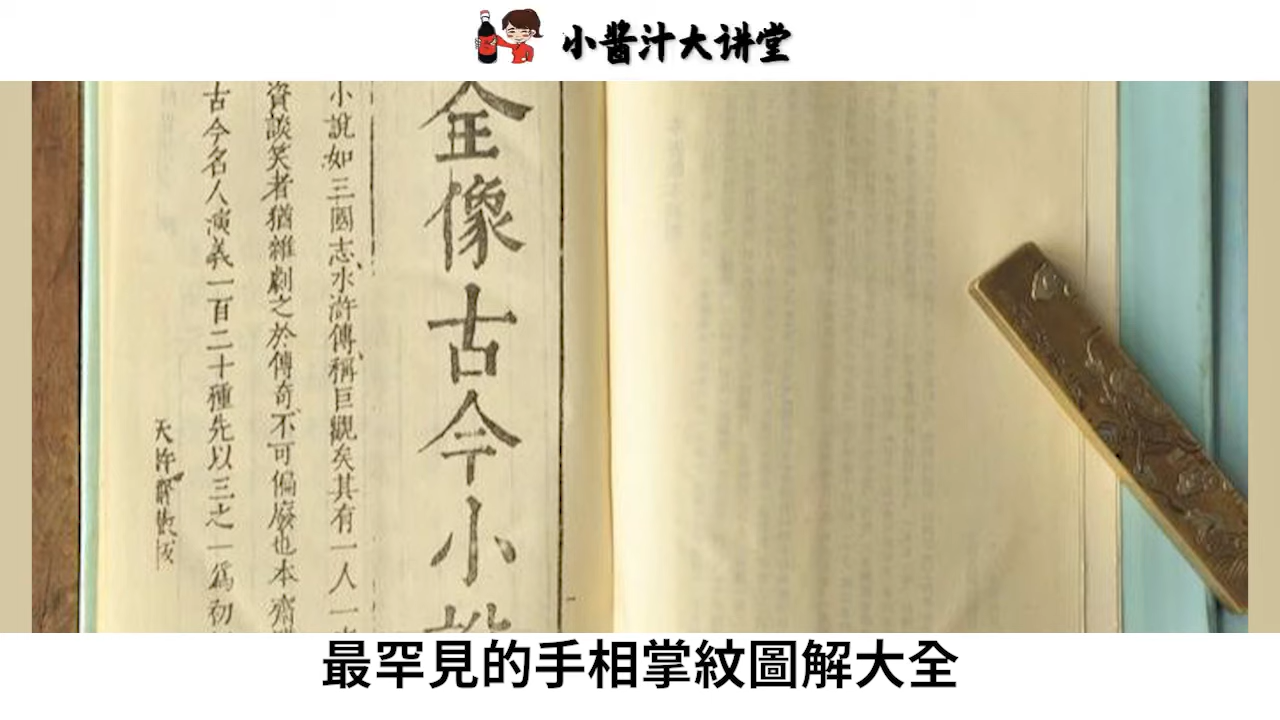 小酱汁大讲堂
全像古今小
小說如三國志、水滸傳、稱巨觀矣其有一人一
資談笑者猶雜劇之於傳奇不可偏廢也本齋
古今名人演義一百二十種先以三之一爲初
天許齋
最罕見的手相掌紋圖解大全